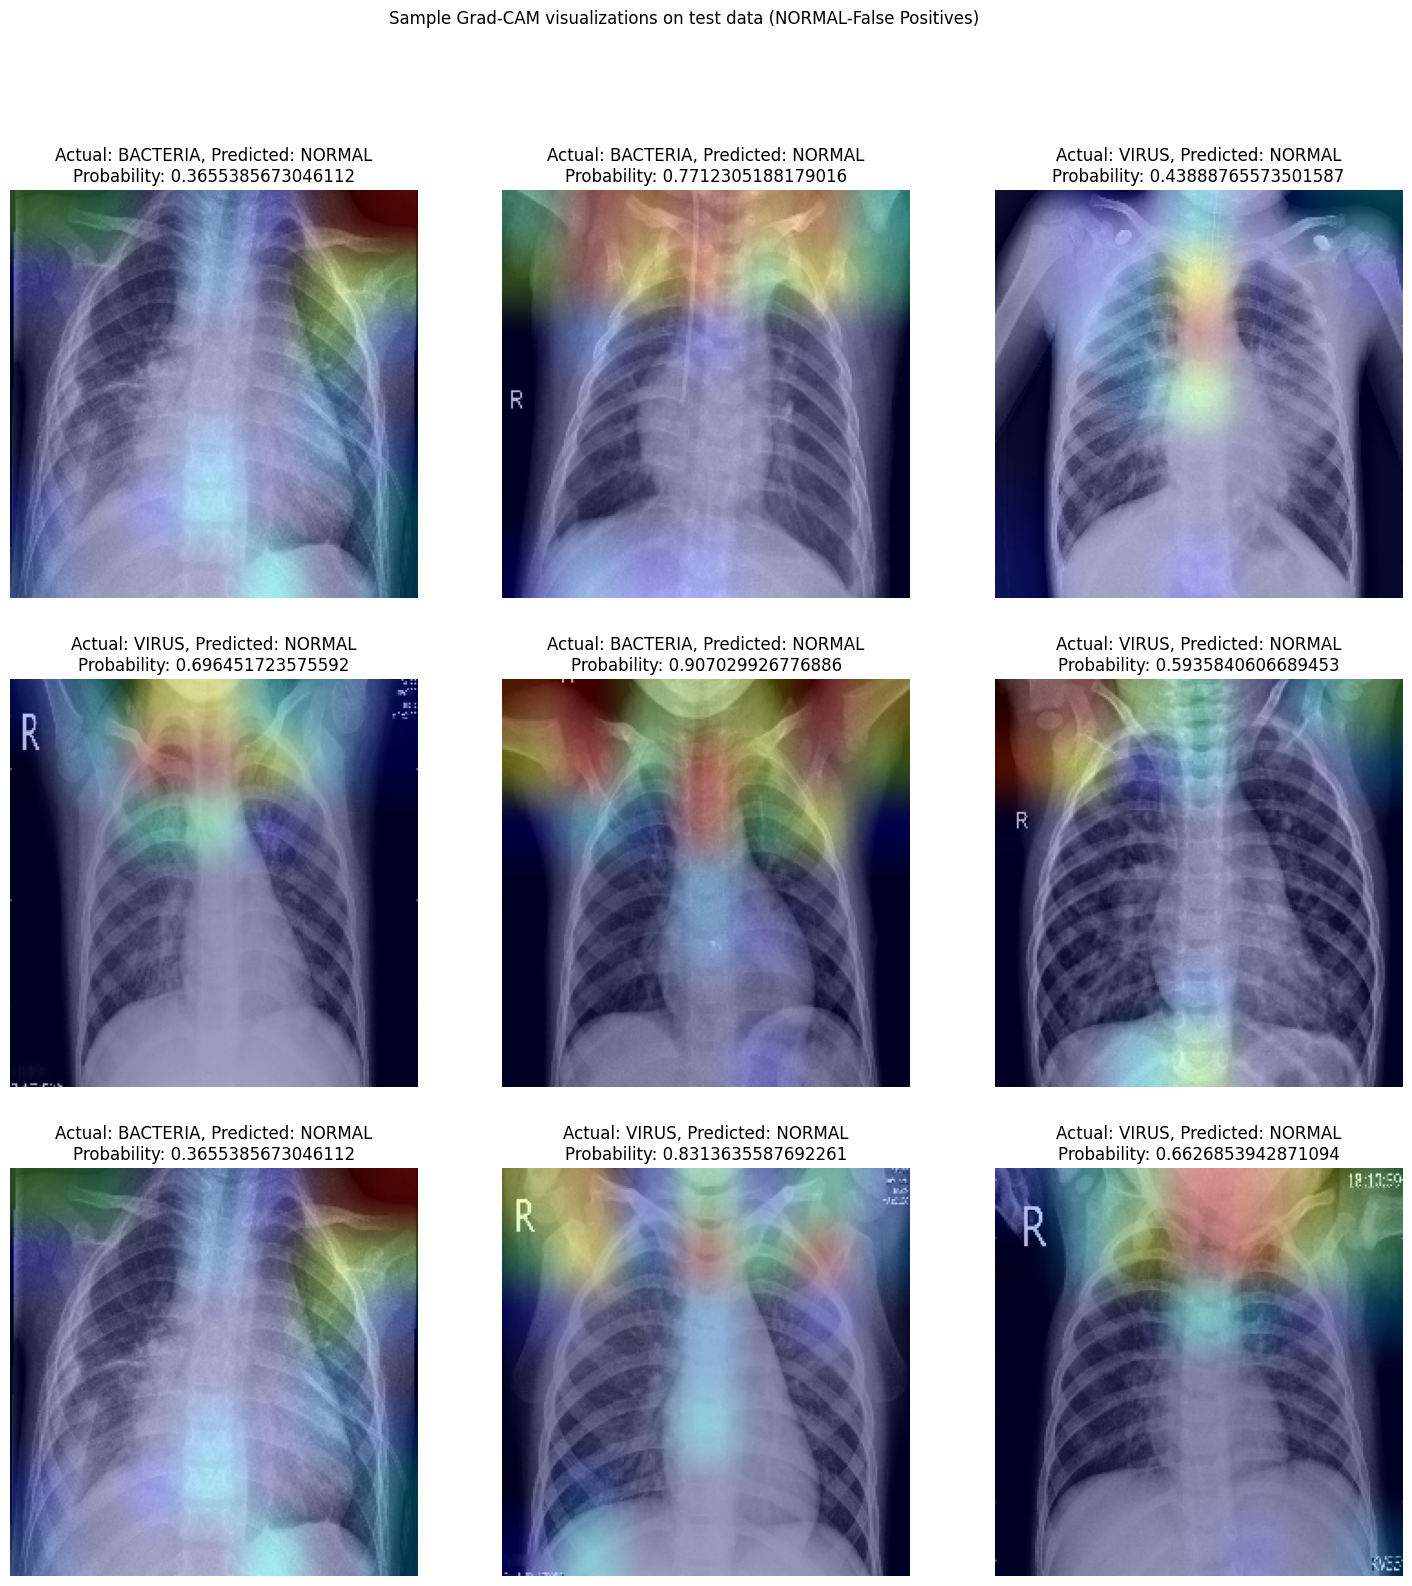 Sample Grad-CAM visualizations on test data (NORMAL-False Positives)
Actual: BACTERIA, Predicted: NORMAL
Probability: 0.3655385673046112
Actual: BACTERIA, Predicted: NORMAL
Probability: 0.7712305188179016
R
Actual: VIRUS, Predicted: NORMAL
Probability: 0.43888765573501587
Actual: VIRUS, Predicted: NORMAL
Probability: 0.696451723575592
R
Actual: BACTERIA, Predicted: NORMAL
Probability: 0.907029926776886
Actual: VIRUS, Predicted: NORMAL
Probability: 0.5935840606689453
R
Actual: BACTERIA, Predicted: NORMAL
Probability: 0.3655385673046112
Actual: VIRUS, Predicted: NORMAL
Probability: 0.8313635587692261
R
Actual: VIRUS, Predicted: NORMAL
Probability: 0.6626853942871094
18:13:59
R